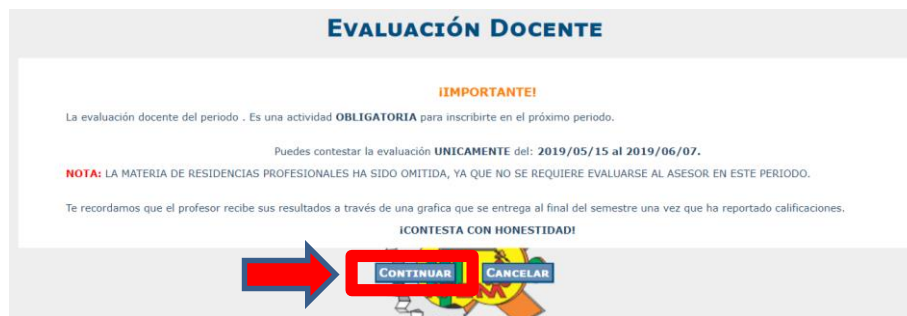 EVALUACIÓN DOCENTE
¡IMPORTANTE!
La evaluación docente del periodo . Es una actividad OBLIGATORIA para inscribirte en el próximo periodo.
Puedes contestar la evaluación UNICAMENTE del: 2019/05/15 al 2019/06/07.
NOTA: LA MATERIA DE RESIDENCIAS PROFESIONALES HA SIDO OMITIDA, YA QUE NO SE REQUIERE EVALUARSE AL ASESOR EN ESTE PERIODO.
Te recordamos que el profesor recibe sus resultados a través de una grafica que se entrega al final del semestre una vez que ha reportado calificaciones.
¡CONTESTA CON HONESTIDAD!
CONTINUAR CANCELAR